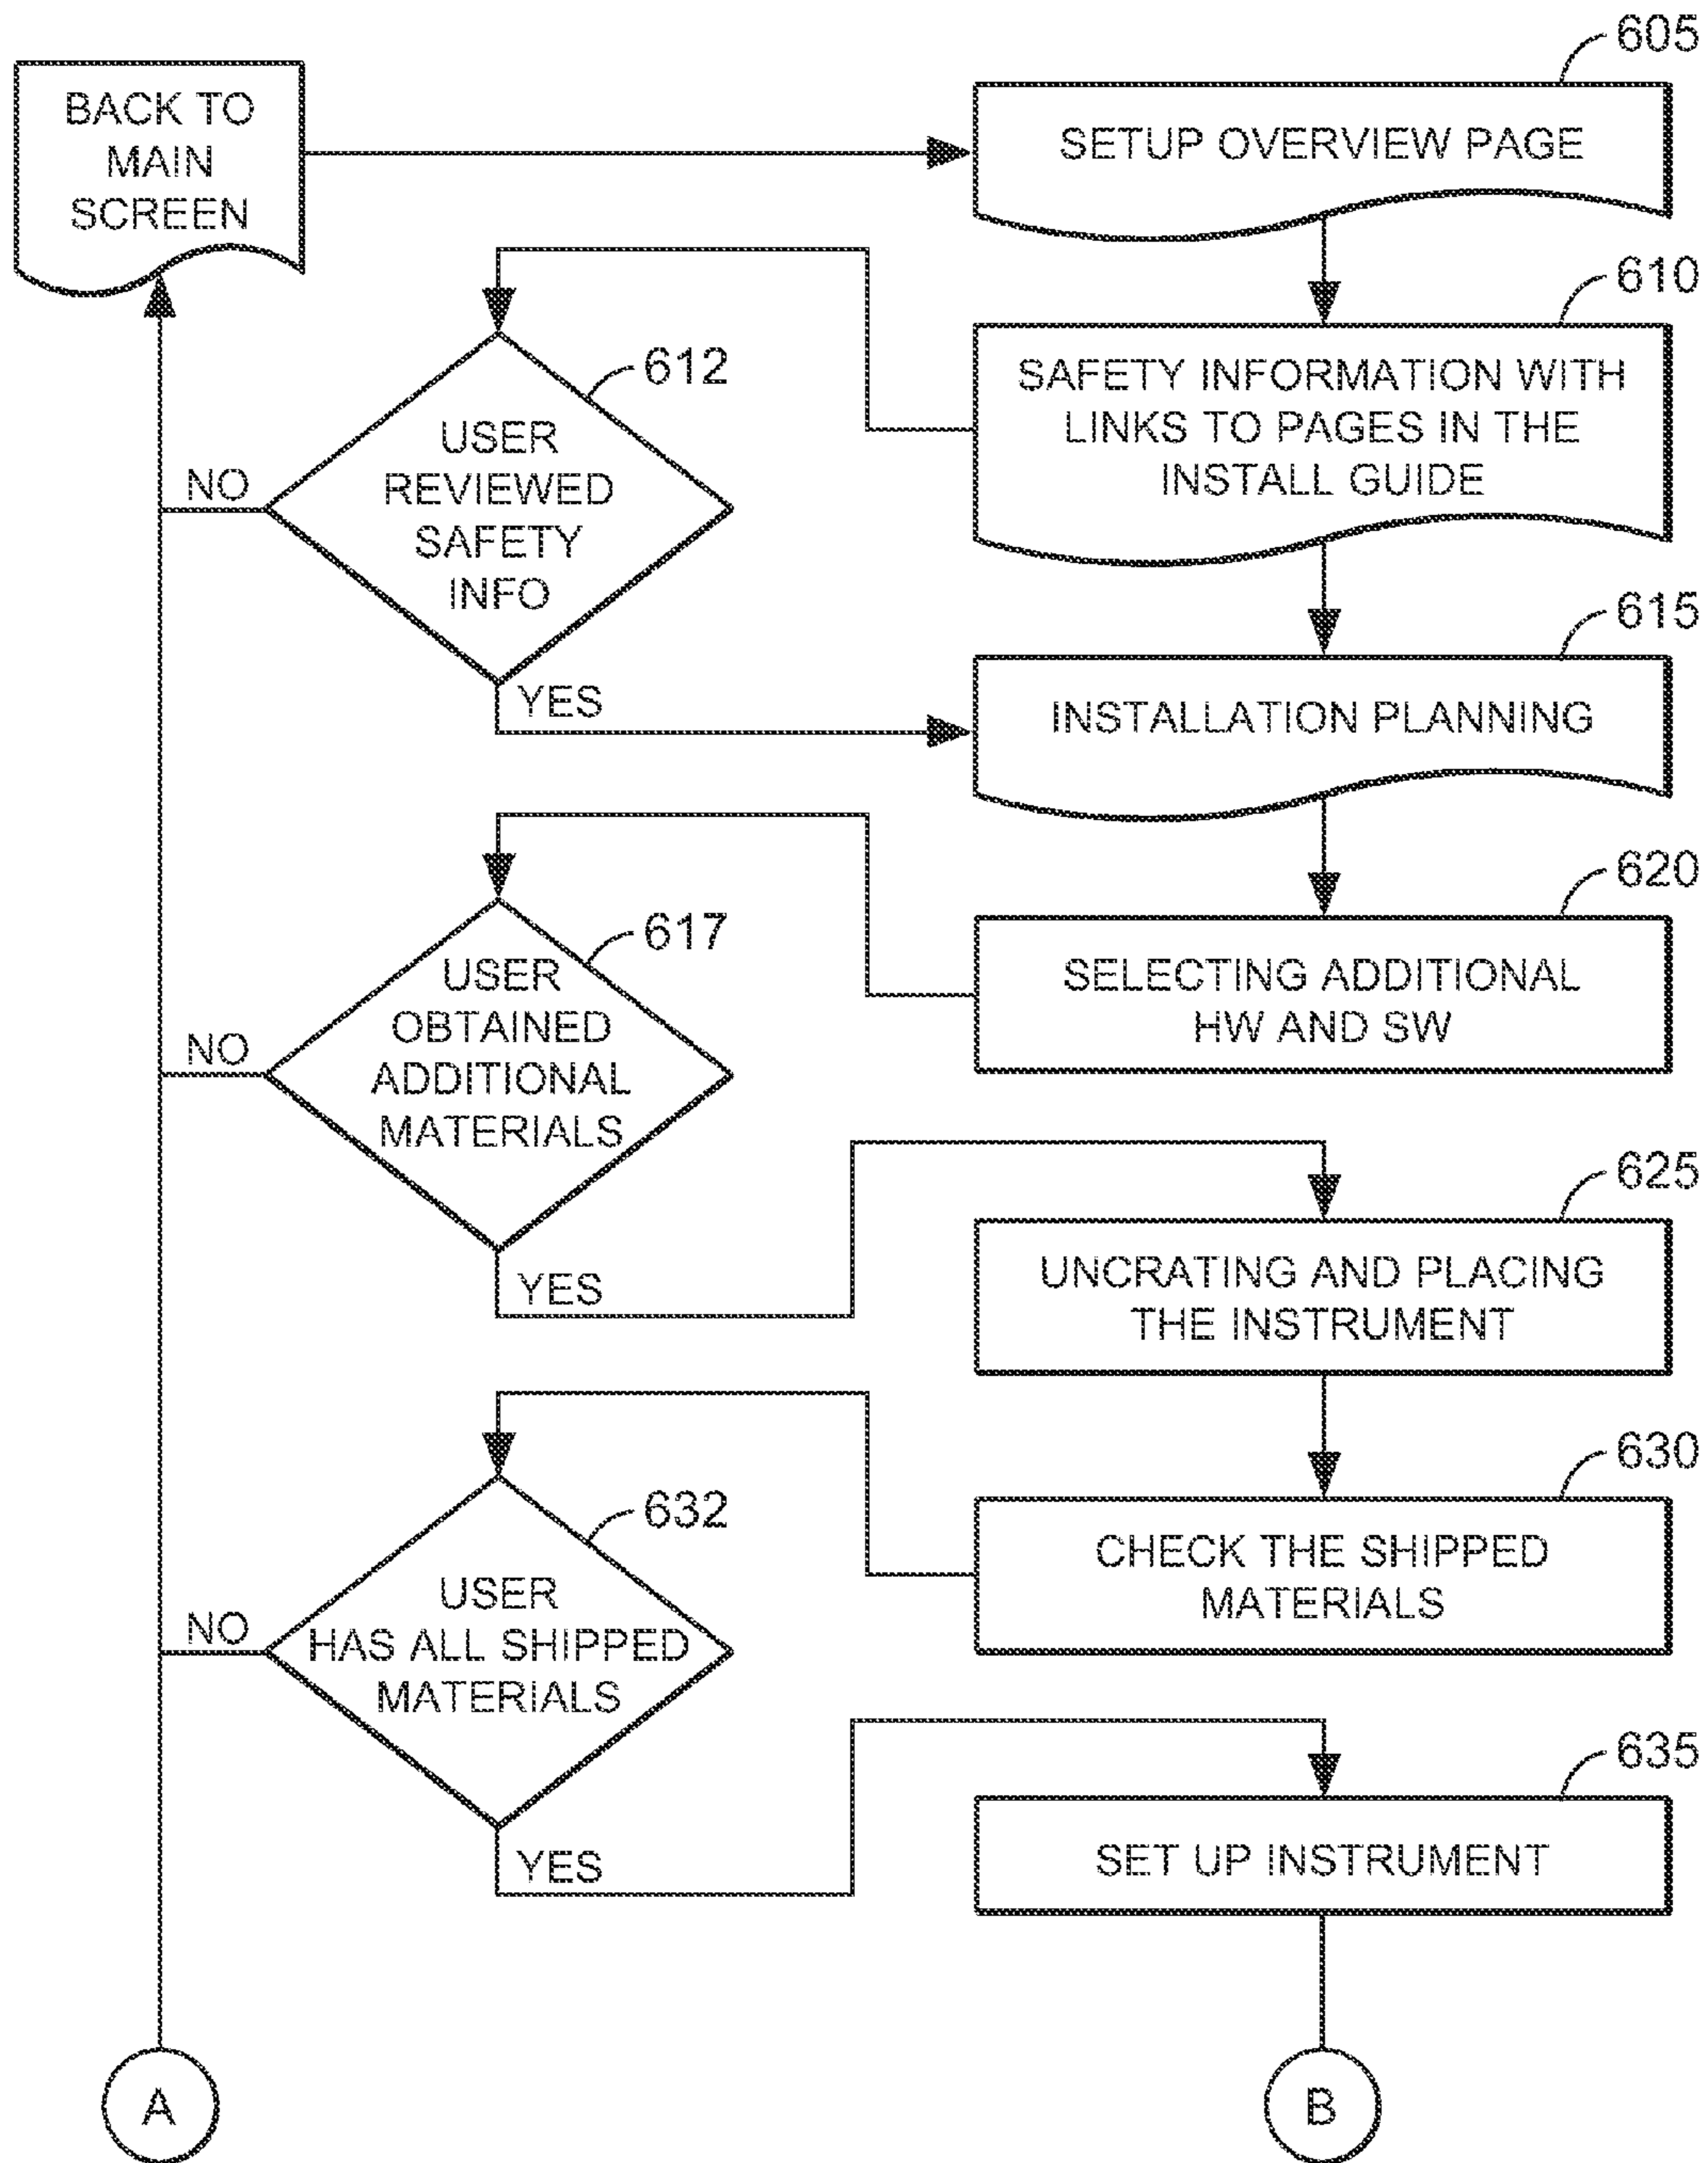 605
BACK TO
MAIN
SCREEN
SETUP OVERVIEW PAGE
610
612
USER
REVIEWED
SAFETY
INFO
NO
YES
SAFETY INFORMATION WITH
LINKS TO PAGES IN THE
INSTALL GUIDE
615
INSTALLATION PLANNING
620
617
USER
OBTAINED
ADDITIONAL
MATERIALS
NO
YES
SELECTING ADDITIONAL
HW AND SW
625
UNCRATING AND PLACING
THE INSTRUMENT
630
632
USER
HAS ALL SHIPPED
MATERIALS
NO
YES
CHECK THE SHIPPED
MATERIALS
635
SET UP INSTRUMENT
A
B